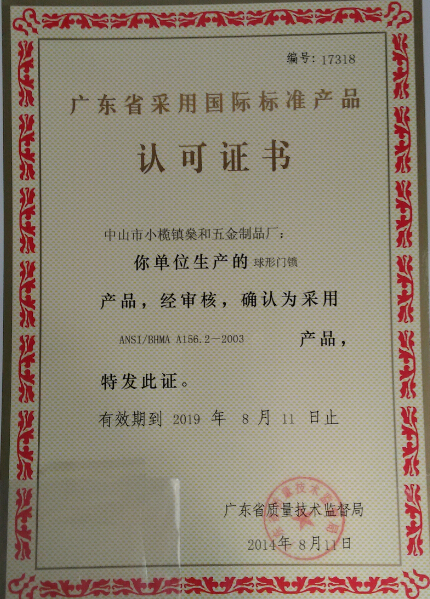 编号：17318
广东省采用国际标准产品
认可证书
中山市小榄镇燊和五金制品厂：
你单位生产的 球形门锁
产品，经审核，确认为采用
ANSI/BHMA A156.2—2003 产品，
特发此证。
有效期到 2019 年 8 月 11 日止
广东省质量技术监督局
2014年8月11日